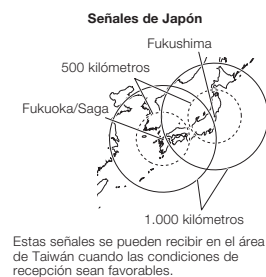 Señales de Japón
Fukushima
500 kilómetros
Fukuoka/Saga
1.000 kilómetros
Estas señales se pueden recibir en el área
de Taiwán cuando las condiciones de
recepción sean favorables.